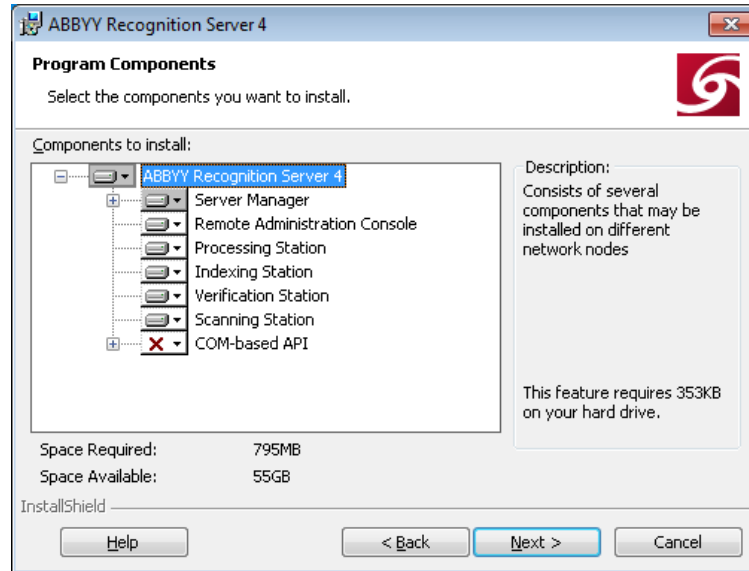 ABBYY Recognition Server 4
Program Components
Select the components you want to install.
Components to install:
ABBYY Recognition Server 4
Server Manager
Remote Administration Console
Processing Station
Indexing Station
Verification Station
Scanning Station
COM-based API
Description:
Consists of several
components that may be
installed on different
network nodes
This feature requires 353KB
on your hard drive.
Space Required: 795MB
Space Available: 55GB
InstallShield
Help < Back Next > Cancel